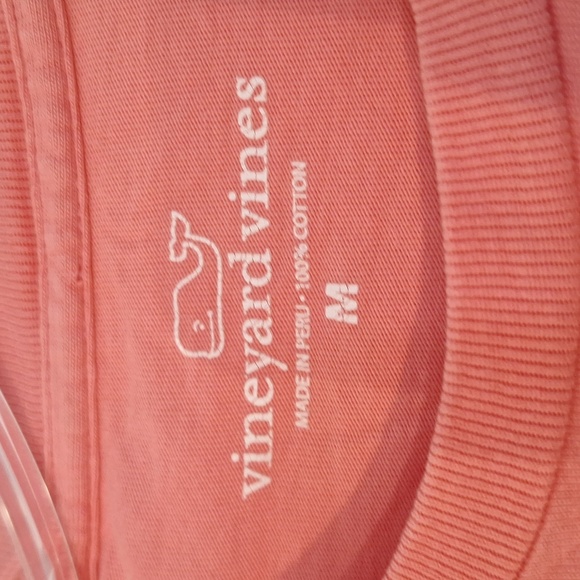 vineyard vines
MADE IN PERU • 100% COTTON
M